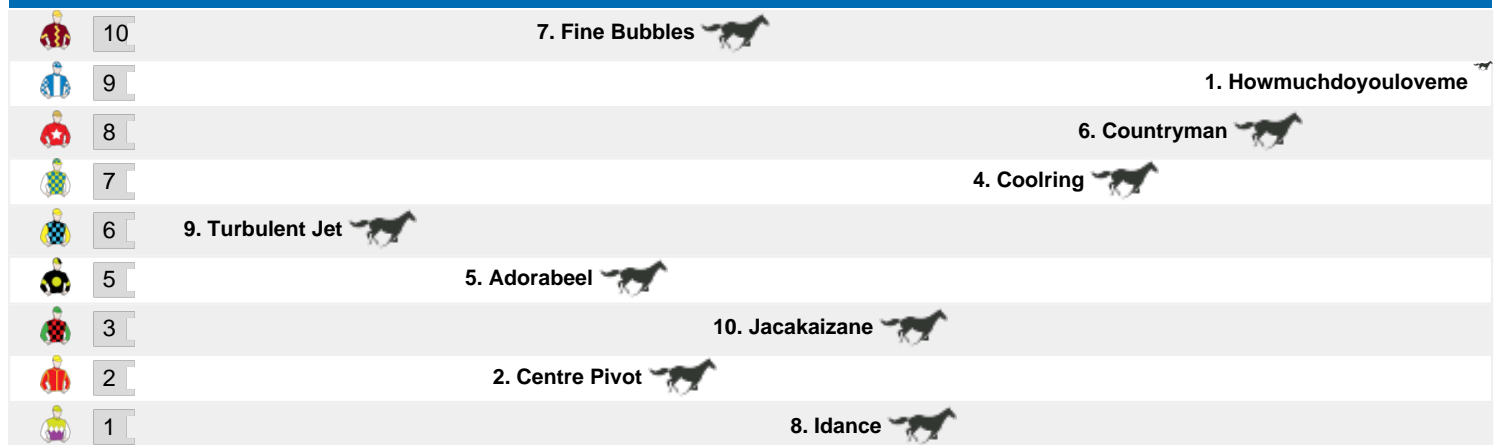 10 7. Fine Bubbles
9 1. Howmuchdoyouloveme
8 6. Countryman
7 4. Coolring
6 9. Turbulent Jet
5 5. Adorabeel
3 10. Jacakaizane
2 2. Centre Pivot
1 8. Idance